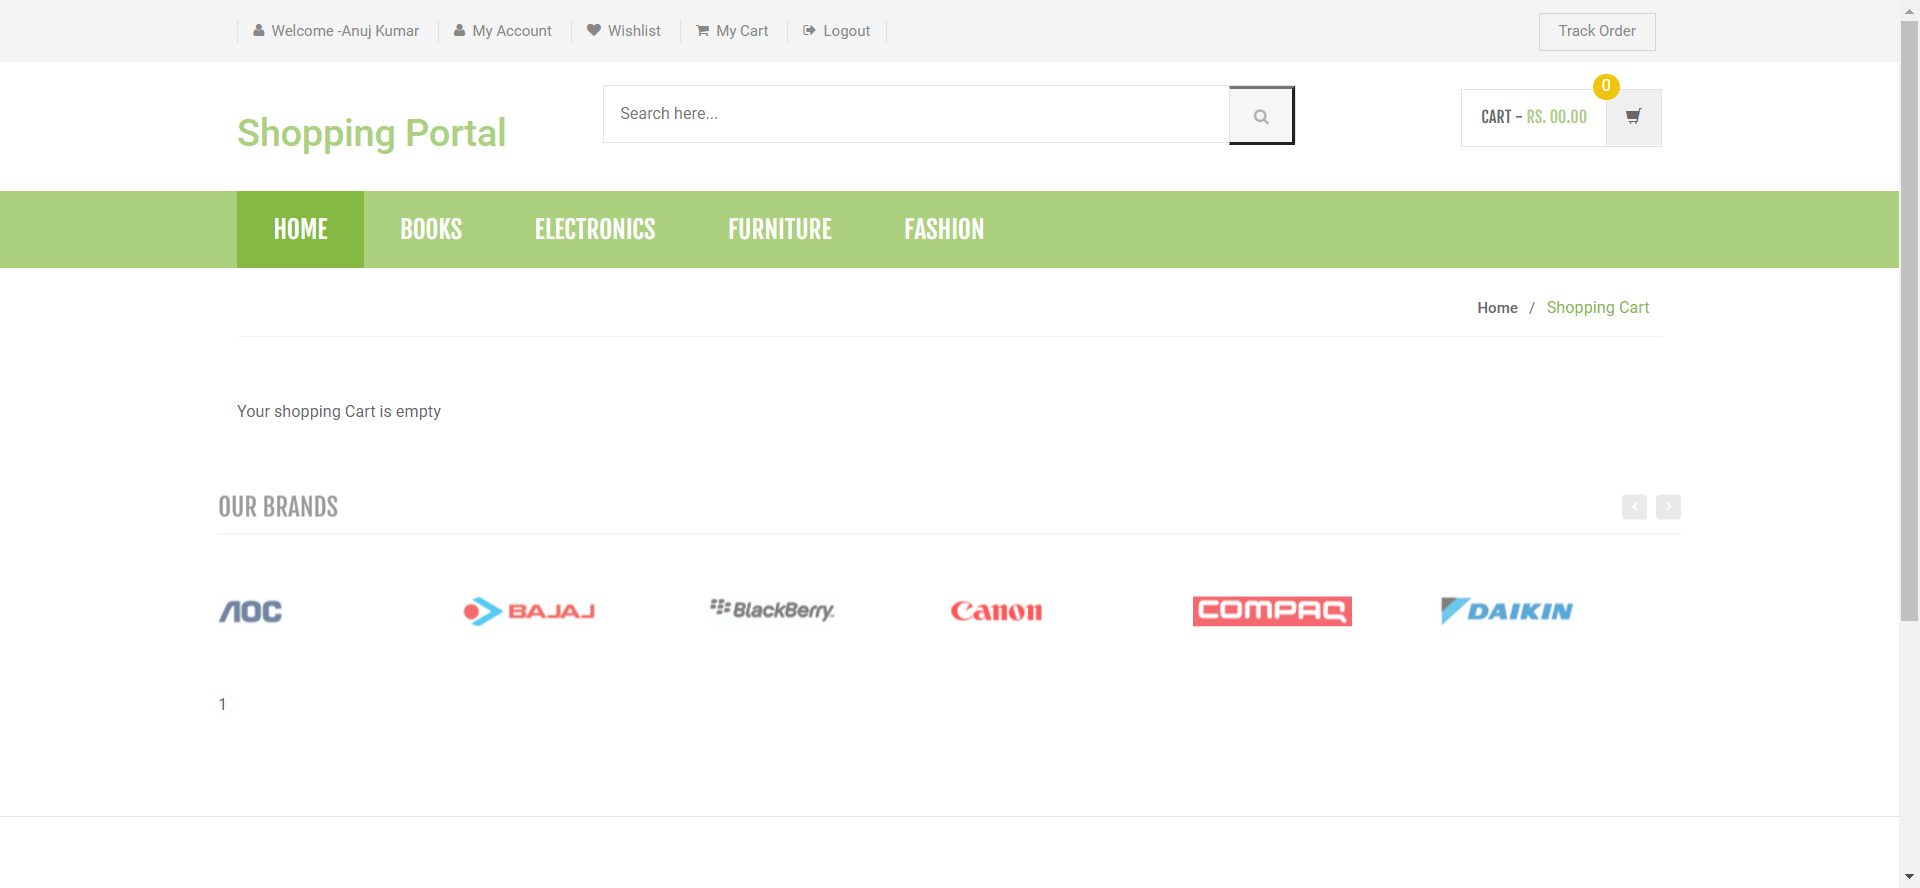 Welcome -Anuj Kumar
My Account
Wishlist
My Cart
Logout
Track Order
Shopping Portal
Search here...
CART - RS. 00.00
0
HOME
BOOKS
ELECTRONICS
FURNITURE
FASHION
Home / Shopping Cart
Your shopping Cart is empty
OUR BRANDS
AOC
BAJAJ
BlackBerry.
Canon
COMPAQ
DAIKIN
1